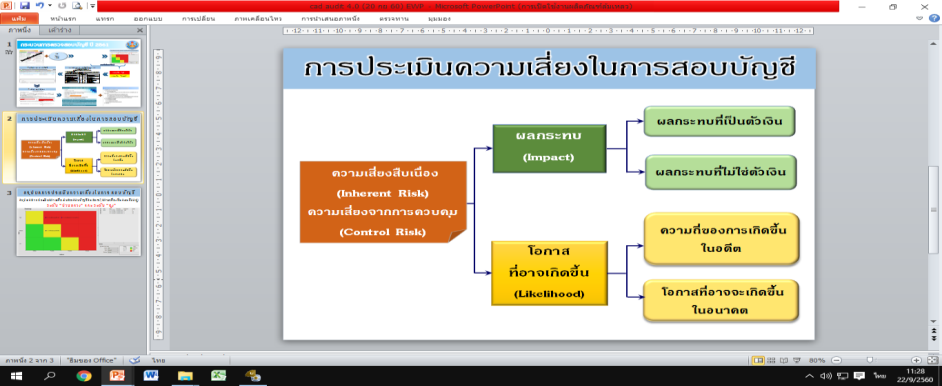 cad audit 4.0 (20 กย 60) BWP - Microsoft PowerPoint
แฟ้ม
หน้าแรก
แทรก
ออกแบบ
การเปลี่ยน
ภาพเคลื่อนไหว
การนำเสนอภาพนิ่ง
ตรวจทาน
มุมมอง
ภาพนิ่ง
เค้าร่าง
1
2
การประเมินความเสี่ยงในการสอบบัญชี
3
การประเมินความเสี่ยงในการสอบบัญชี
ความเสี่ยงสืบเนื่อง
(Inherent Risk)
ความเสี่ยงจากการควบคุม
(Control Risk)
ผลกระทบ
(Impact)
ผลกระทบที่เป็นตัวเงิน
ผลกระทบที่ไม่ใช่ตัวเงิน
โอกาส
ที่อาจเกิดขึ้น
(Likelihood)
ความถี่ของการเกิดขึ้น
ในอดีต
โอกาสที่อาจจะเกิดขึ้น
ในอนาคต
ภาพนิ่ง 2 จาก 3
"ธีมของ Office"
ไทย
80%
ไทย
11:28
22/9/2560